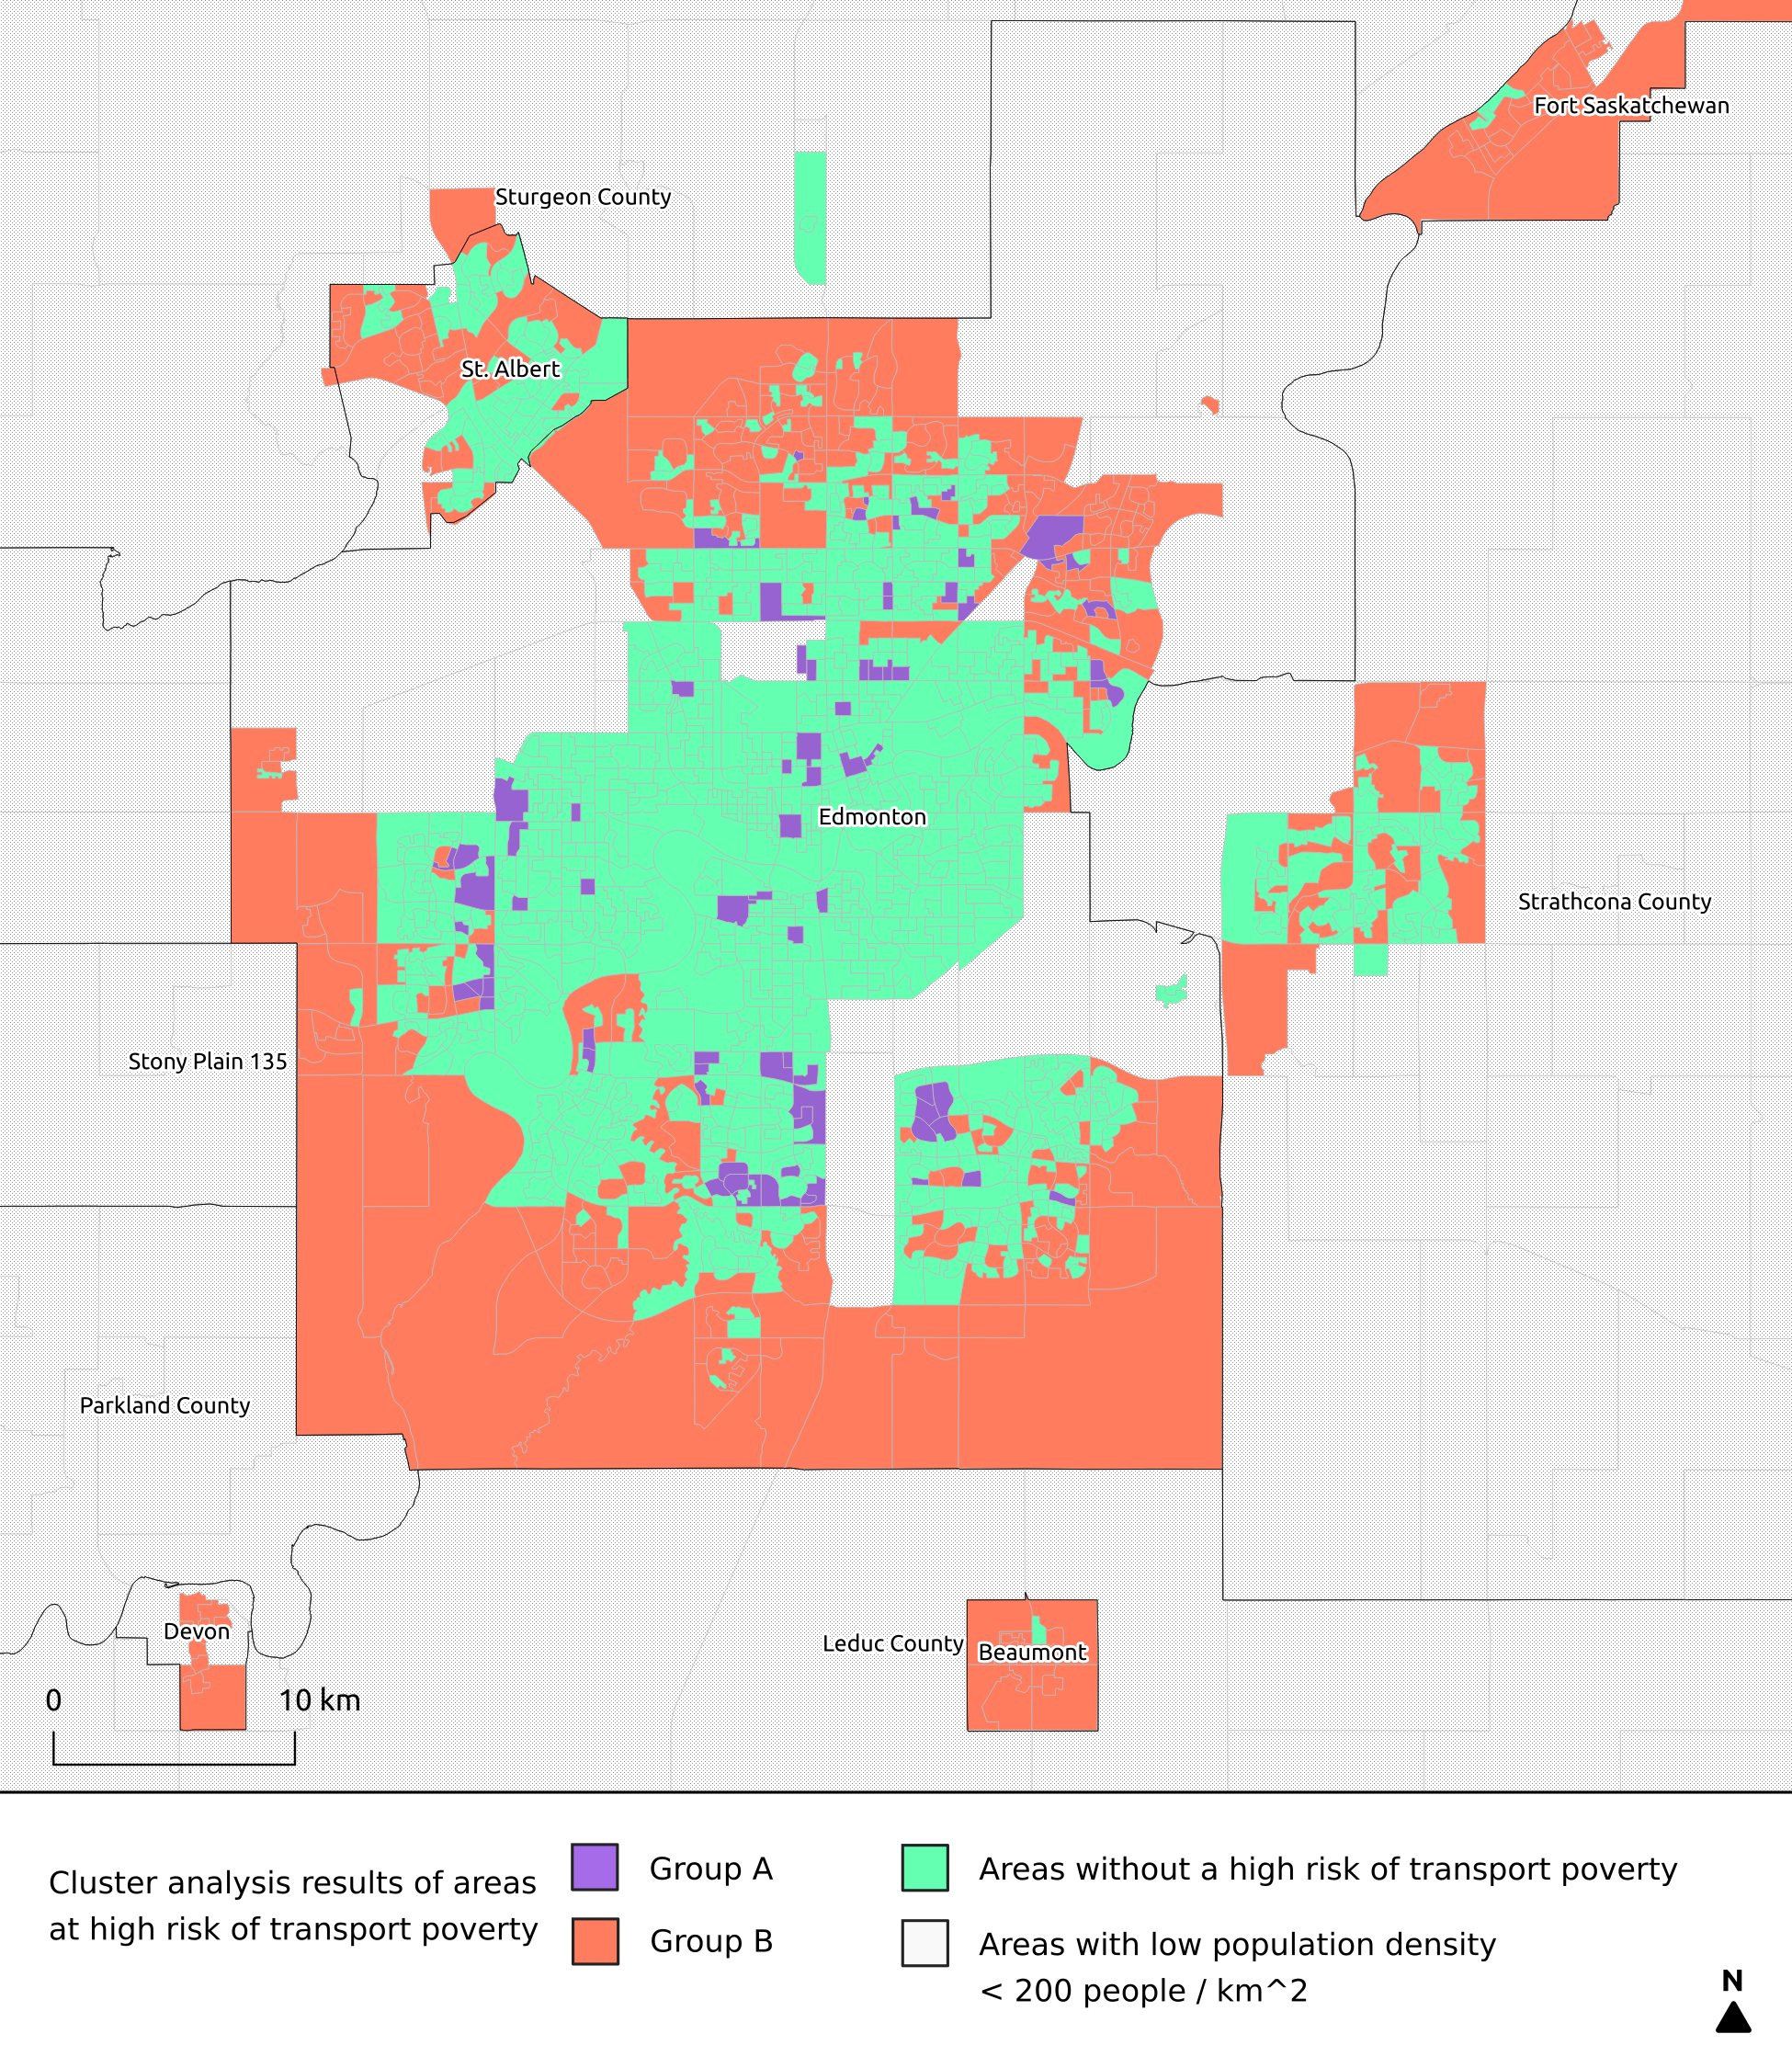 Fort Saskatchewan
Sturgeon County
St. Albert
Edmonton
Strathcona County
Stony Plain 135
Parkland County
Devon
Leduc County
Beaumont
0 10 km
Cluster analysis results of areas
at high risk of transport poverty
Group A
Group B
Areas without a high risk of transport poverty
Areas with low population density
< 200 people / km^2
N